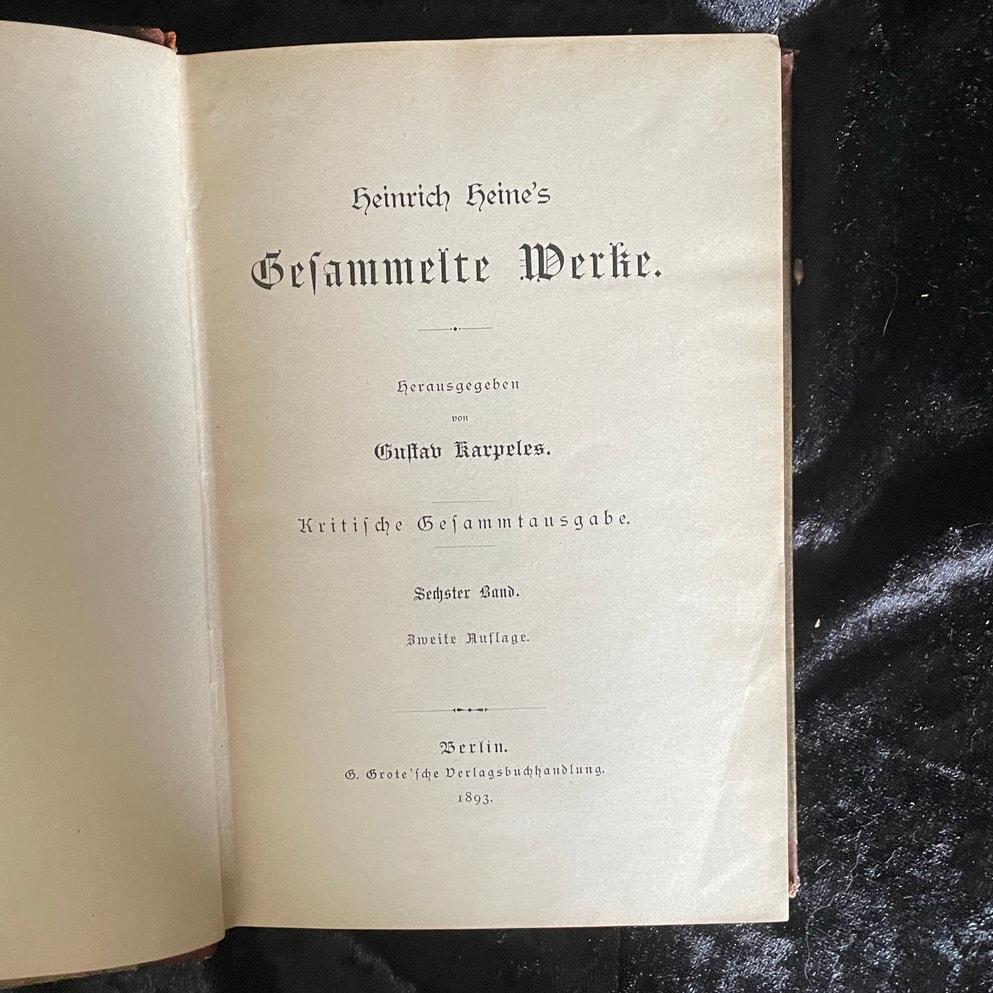 Heinrich Heine's
Gesammelte Werke.
Herausgegeben
von
Gustav Karpeles.
Kritische Gesammtausgabe.
Sechster Band.
Zweite Auflage.
Berlin.
G. Grote'sche Verlagsbuchhandlung.
1893.